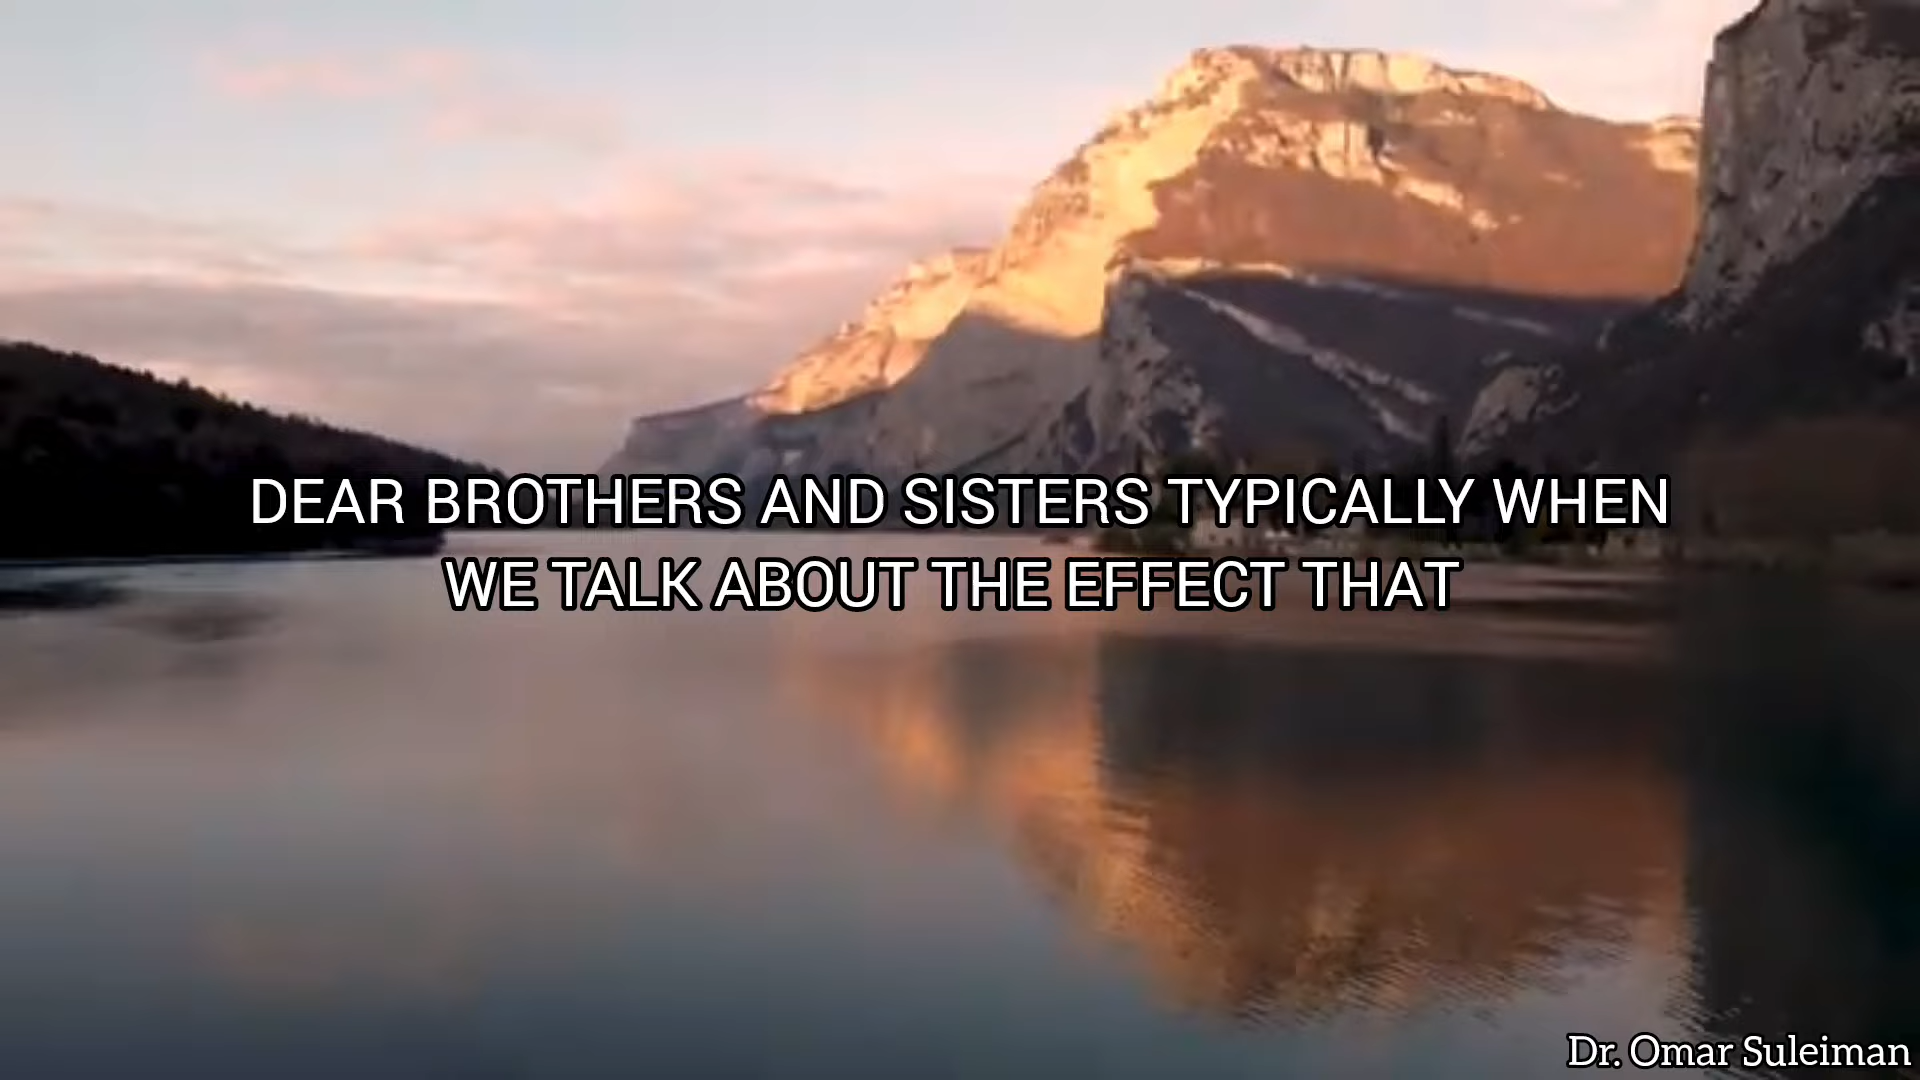 DEAR BROTHERS AND SISTERS TYPICALLY WHEN
WE TALK ABOUT THE EFFECT THAT
Dr. Omar Suleiman